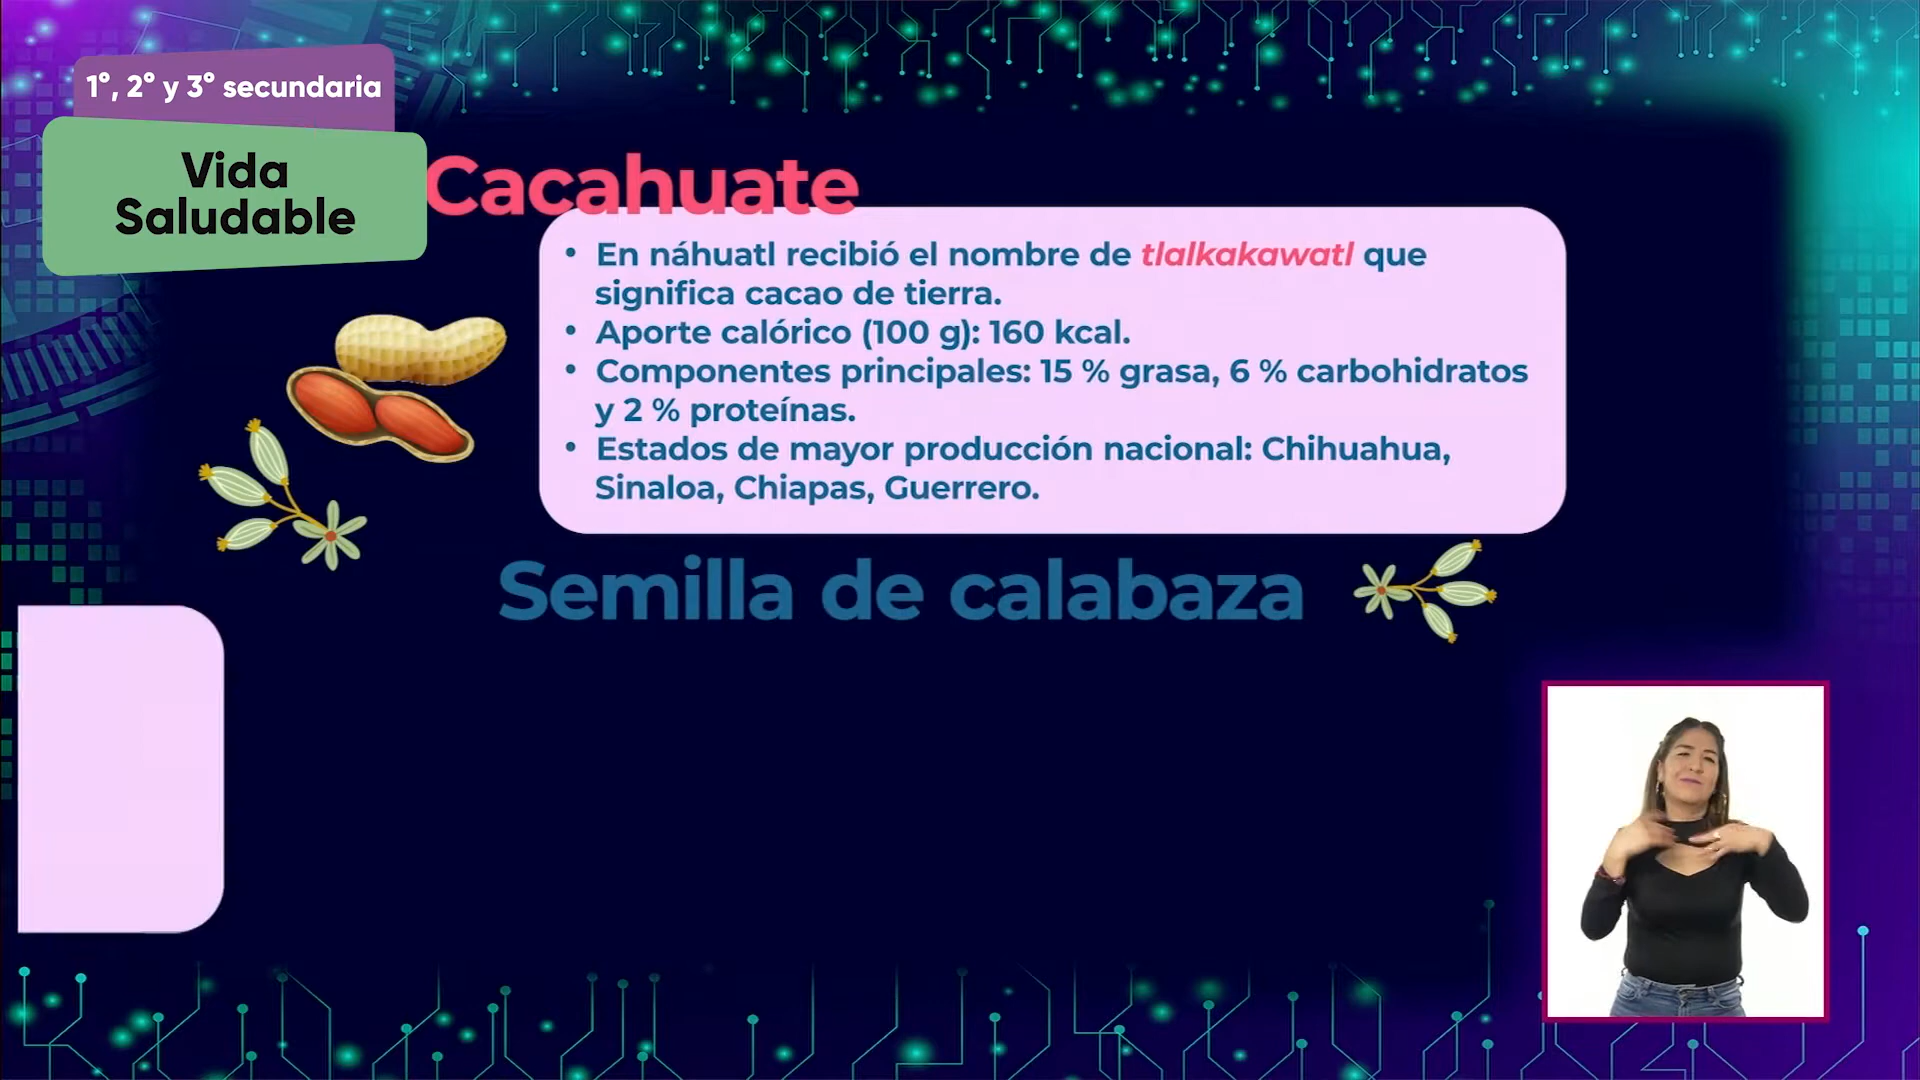 1°, 2° y 3° secundaria
Vida
Saludable
Cacahuate
• En náhuatl recibió el nombre de tlalkakawatl que
significa cacao de tierra.
• Aporte calórico (100 g): 160 kcal.
• Componentes principales: 15 % grasa, 6 % carbohidratos
y 2 % proteínas.
• Estados de mayor producción nacional: Chihuahua,
Sinaloa, Chiapas, Guerrero.
Semilla de calabaza